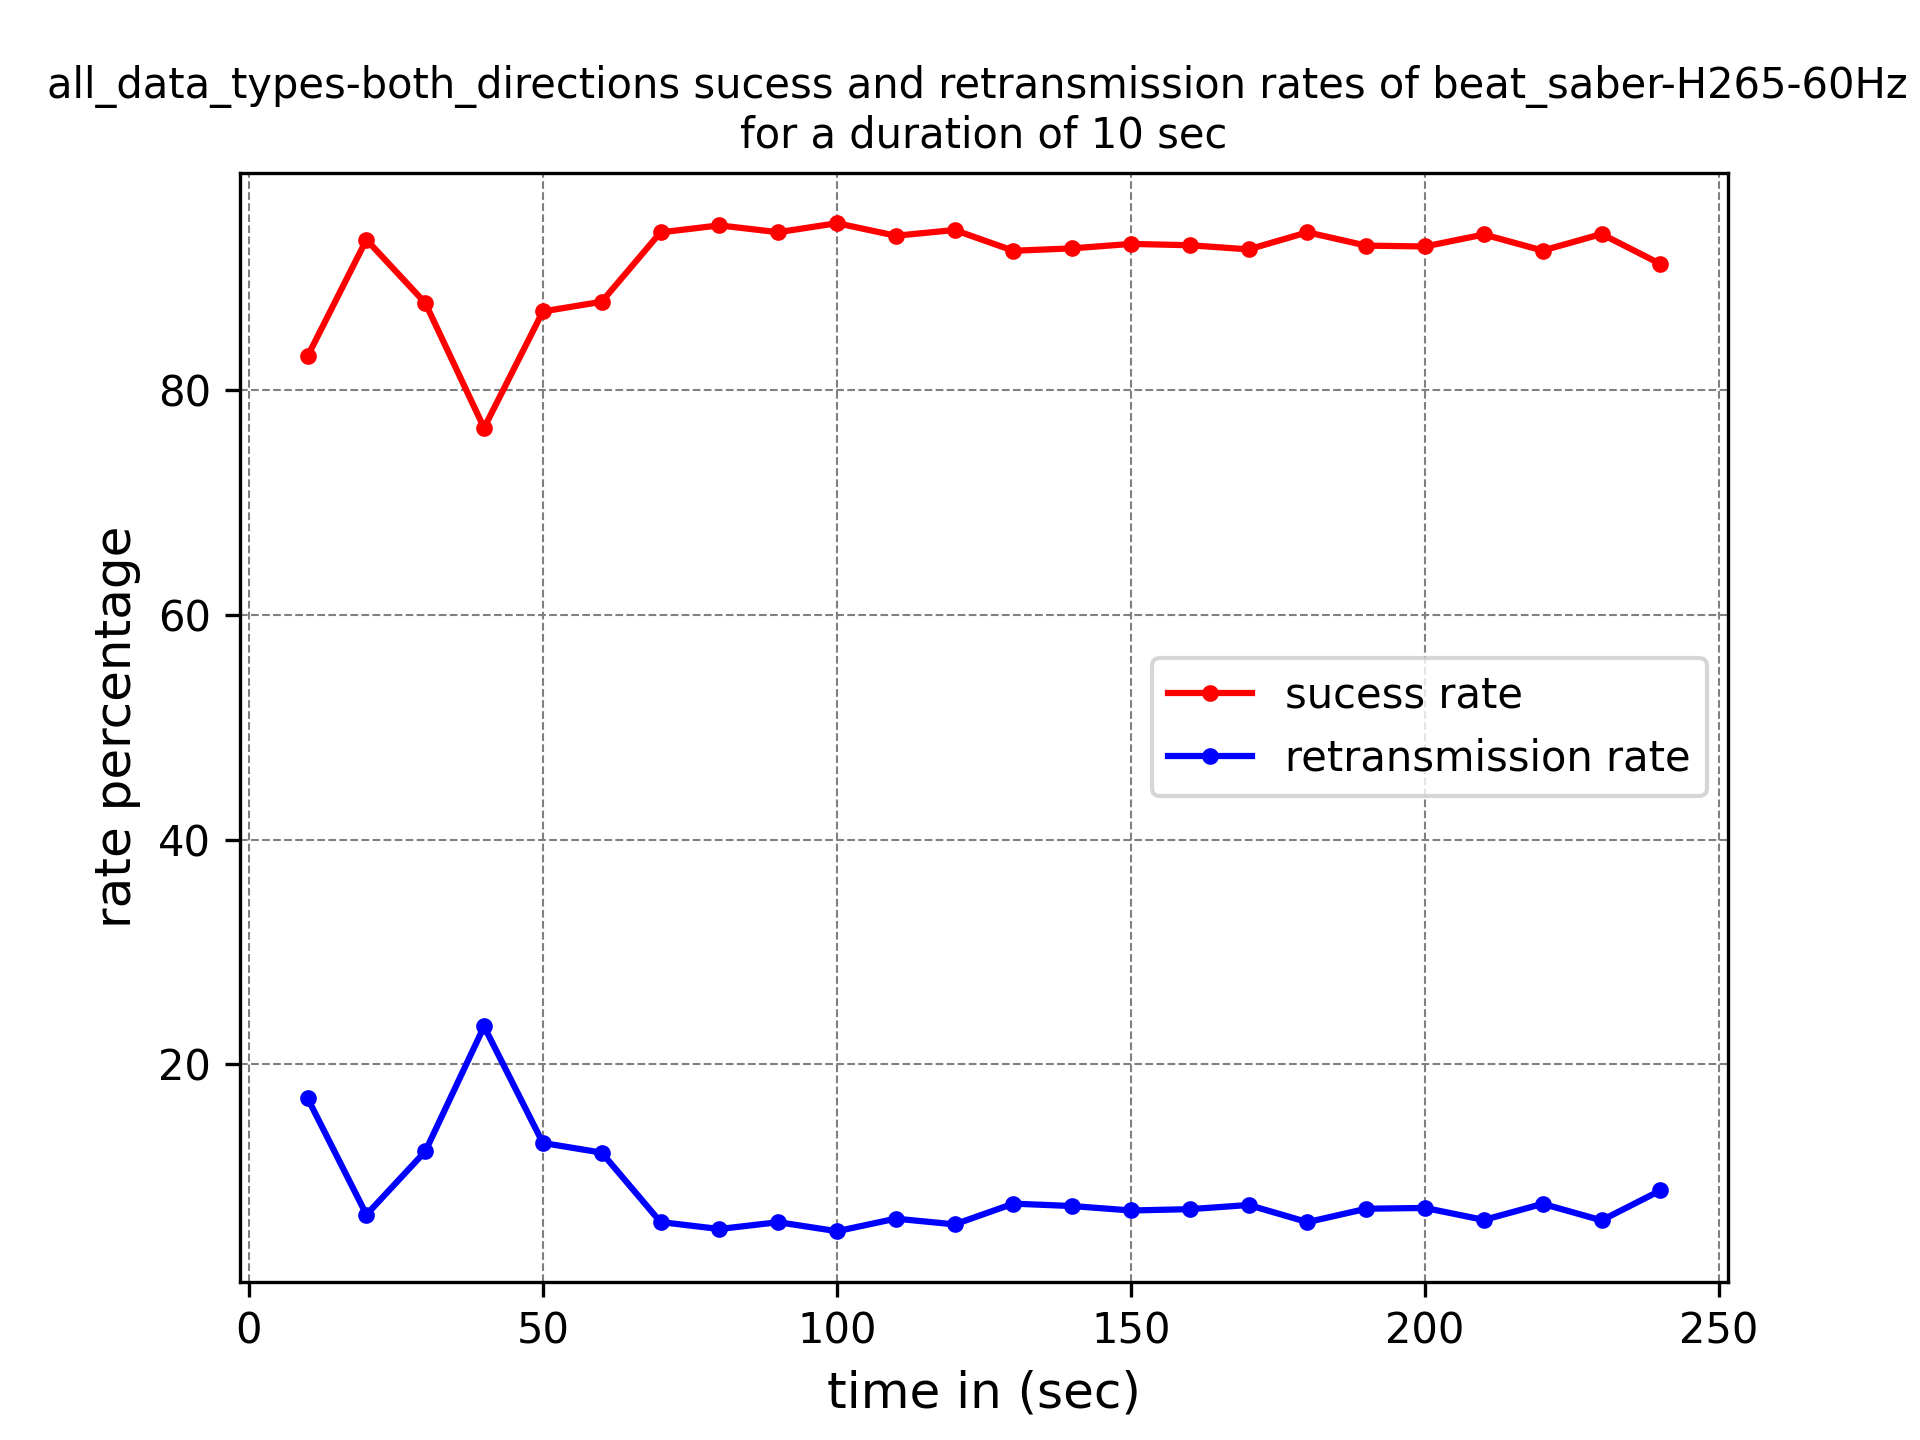 all_data_types-both_directions sucess and retransmission rates of beat_saber-H265-60Hz
for a duration of 10 sec
80
60
40
20
rate percentage
sucess rate
retransmission rate
0 50 100 150 200 250
time in (sec)